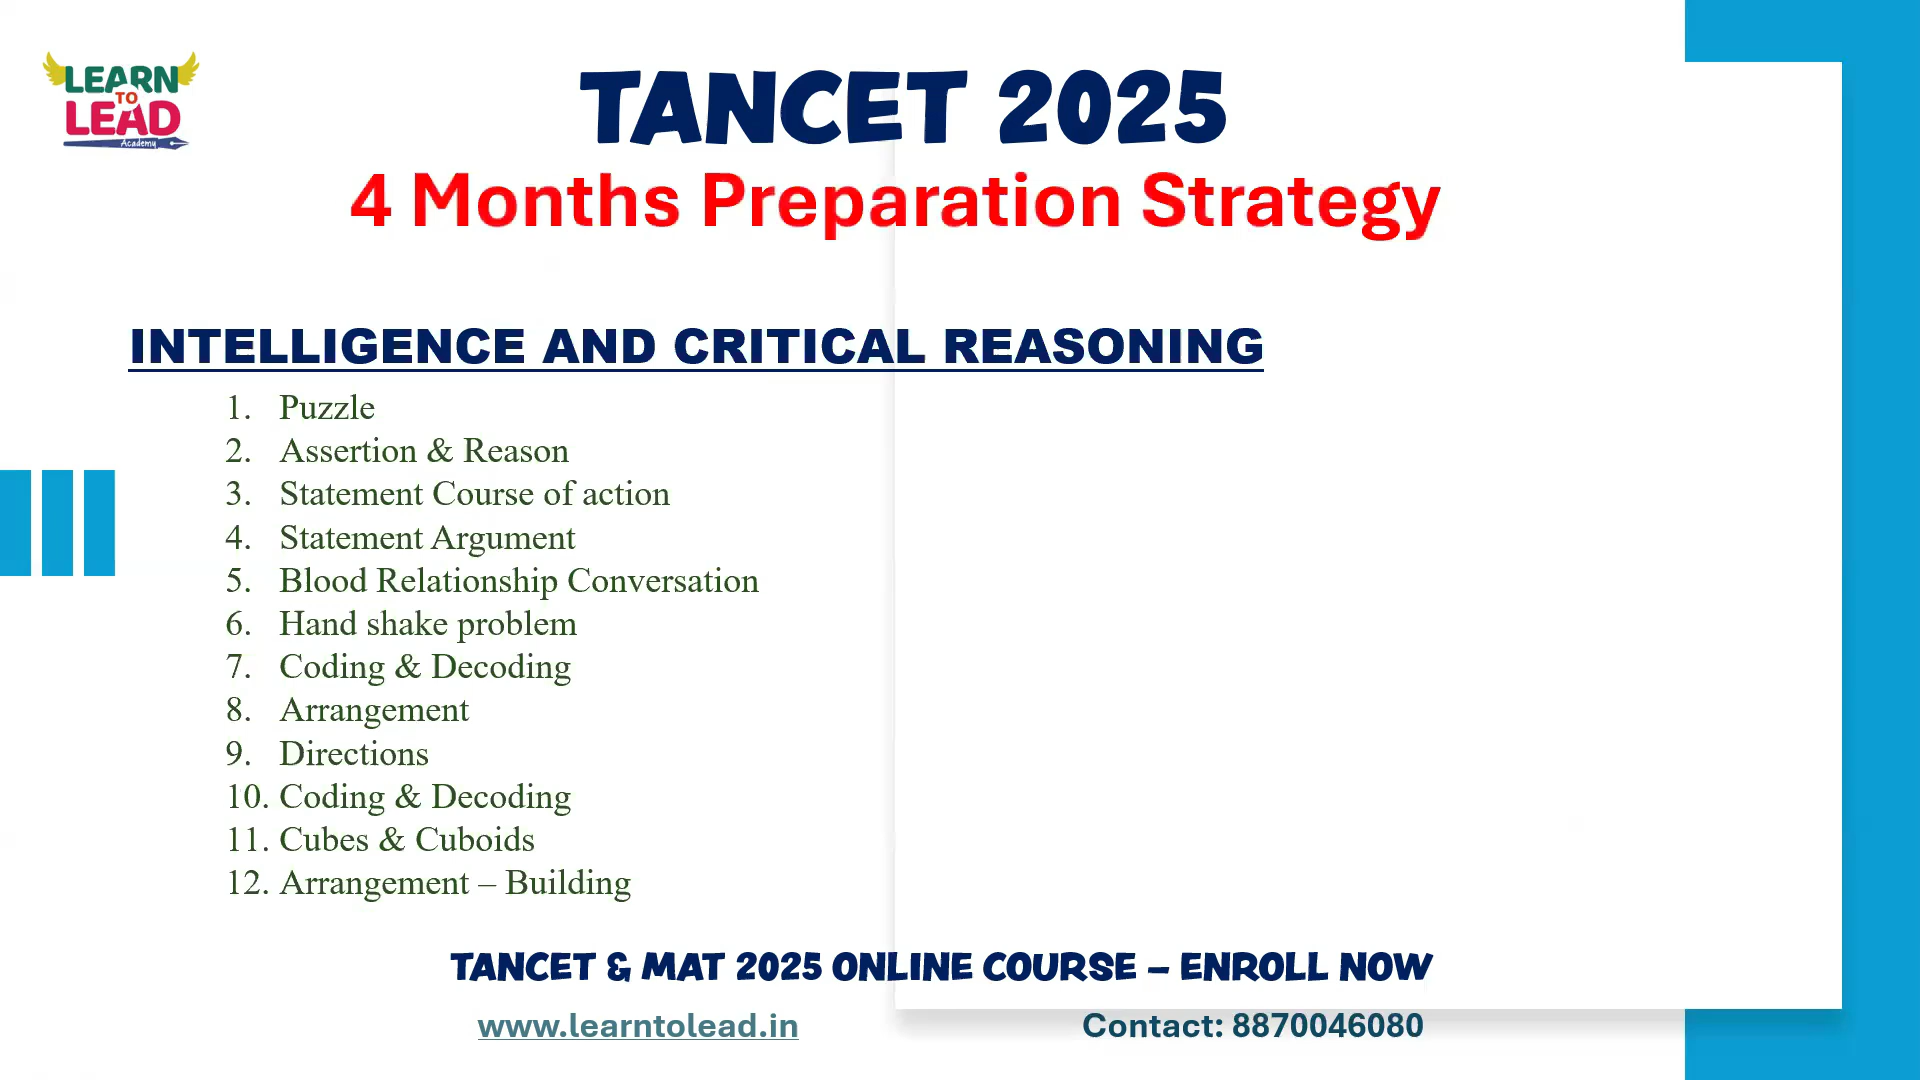 LEARN
TO
LEAD
Academy
TANCET 2025
4 Months Preparation Strategy
INTELLIGENCE AND CRITICAL REASONING
1. Puzzle
2. Assertion & Reason
3. Statement Course of action
4. Statement Argument
5. Blood Relationship Conversation
6. Hand shake problem
7. Coding & Decoding
8. Arrangement
9. Directions
10. Coding & Decoding
11. Cubes & Cuboids
12. Arrangement – Building
TANCET & MAT 2025 ONLINE COURSE – ENROLL NOW
www.learntolead.in Contact: 8870046080